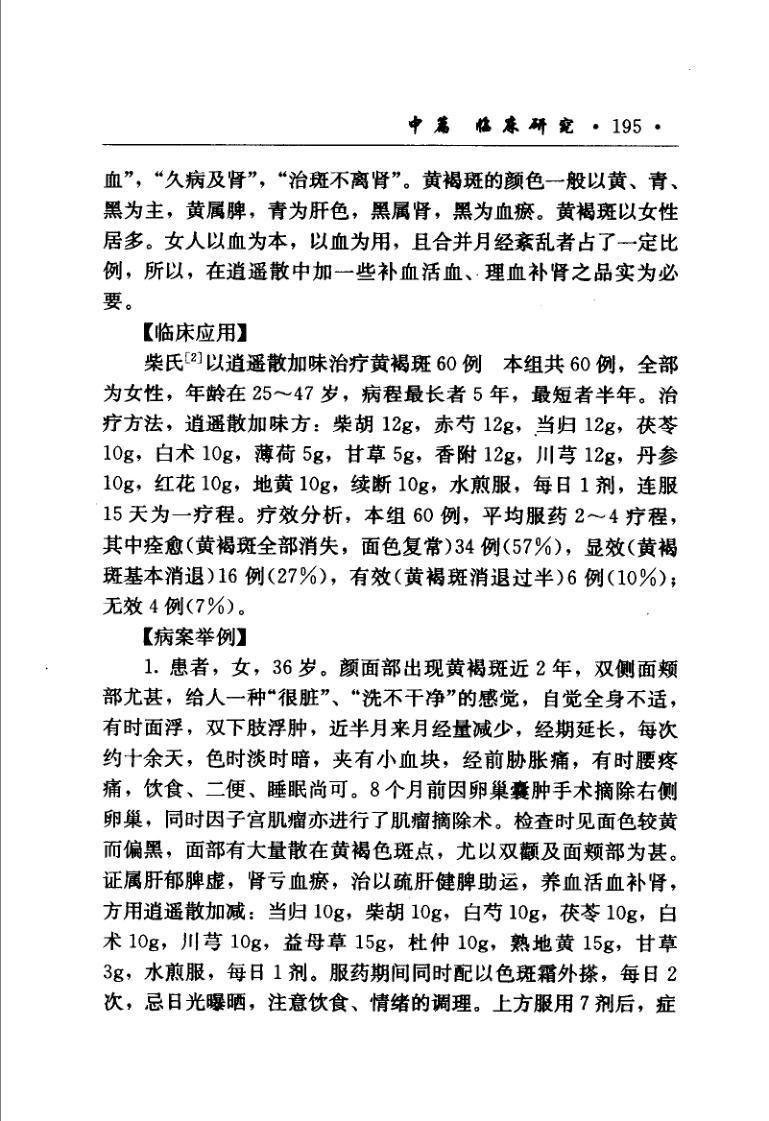 中篇 临床研究 · 195 ·
血”，“久病及肾”，“治斑不离肾”。黄褐斑的颜色一般以黄、青、
黑为主，黄属脾，青为肝色，黑属肾，黑为血瘀。黄褐斑以女性
居多。女人以血为本，以血为用，且合并月经紊乱者占了一定比
例，所以，在逍遥散中加一些补血活血、理血补肾之品实为必
要。
【临床应用】
柴氏[2]以逍遥散加味治疗黄褐斑 60 例 本组共 60 例，全部
为女性，年龄在 25～47 岁，病程最长者 5 年，最短者半年。治
疗方法，逍遥散加味方：柴胡 12g，赤芍 12g，当归 12g，茯苓
10g，白术 10g，薄荷 5g，甘草 5g，香附 12g，川芎 12g，丹参
10g，红花 10g，地黄 10g，续断 10g，水煎服，每日 1 剂，连服
15 天为一疗程。疗效分析，本组 60 例，平均服药 2～4 疗程，
其中痊愈(黄褐斑全部消失，面色复常)34 例(57%)，显效(黄褐
斑基本消退)16 例(27%)，有效(黄褐斑消退过半)6 例(10%)；
无效 4 例(7%)。
【病案举例】
1. 患者，女，36 岁。颜面部出现黄褐斑近 2 年，双侧面颊
部尤甚，给人一种“很脏”、“洗不干净”的感觉，自觉全身不适，
有时面浮，双下肢浮肿，近半月来月经量减少，经期延长，每次
约十余天，色时淡时暗，夹有小血块，经前胁胀痛，有时腰疼
痛，饮食、二便、睡眠尚可。8 个月前因卵巢囊肿手术摘除右侧
卵巢，同时因子宫肌瘤亦进行了肌瘤摘除术。检查时见面色较黄
而偏黑，面部有大量散在黄褐色斑点，尤以双颧及面颊部为甚。
证属肝郁脾虚，肾亏血瘀，治以疏肝健脾助运，养血活血补肾，
方用逍遥散加减：当归 10g，柴胡 10g，白芍 10g，茯苓 10g，白
术 10g，川芎 10g，益母草 15g，杜仲 10g，熟地黄 15g，甘草
3g，水煎服，每日 1 剂。服药期间同时配以色斑霜外搽，每日 2
次，忌日光曝晒，注意饮食、情绪的调理。上方服用 7 剂后，症